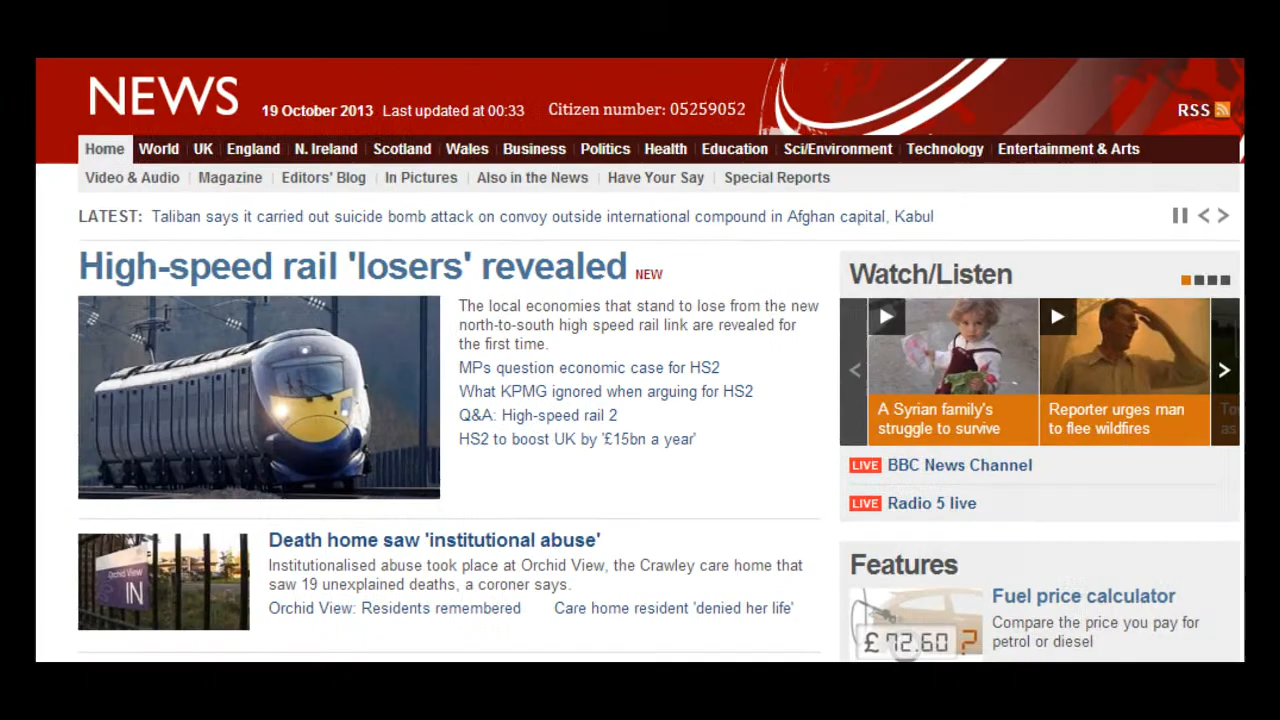 NEWS
19 October 2013 Last updated at 00:33
Citizen number: 05259052
RSS
Home World UK England N. Ireland Scotland Wales Business Politics Health Education Sci/Environment Technology Entertainment & Arts
Video & Audio Magazine Editors' Blog In Pictures Also in the News Have Your Say Special Reports
LATEST: Taliban says it carried out suicide bomb attack on convoy outside international compound in Afghan capital, Kabul
High-speed rail 'losers' revealed NEW
The local economies that stand to lose from the new
north-to-south high speed rail link are revealed for
the first time.
MPs question economic case for HS2
What KPMG ignored when arguing for HS2
Q&A: High-speed rail 2
HS2 to boost UK by '£15bn a year'
Death home saw 'institutional abuse'
Institutionalised abuse took place at Orchid View, the Crawley care home that
saw 19 unexplained deaths, a coroner says.
Orchid View: Residents remembered Care home resident 'denied her life'
Orchid View
IN
Watch/Listen
A Syrian family's
struggle to survive
Reporter urges man
to flee wildfires
as
LIVE BBC News Channel
LIVE Radio 5 live
Features
Fuel price calculator
Compare the price you pay for
petrol or diesel
£72.60?